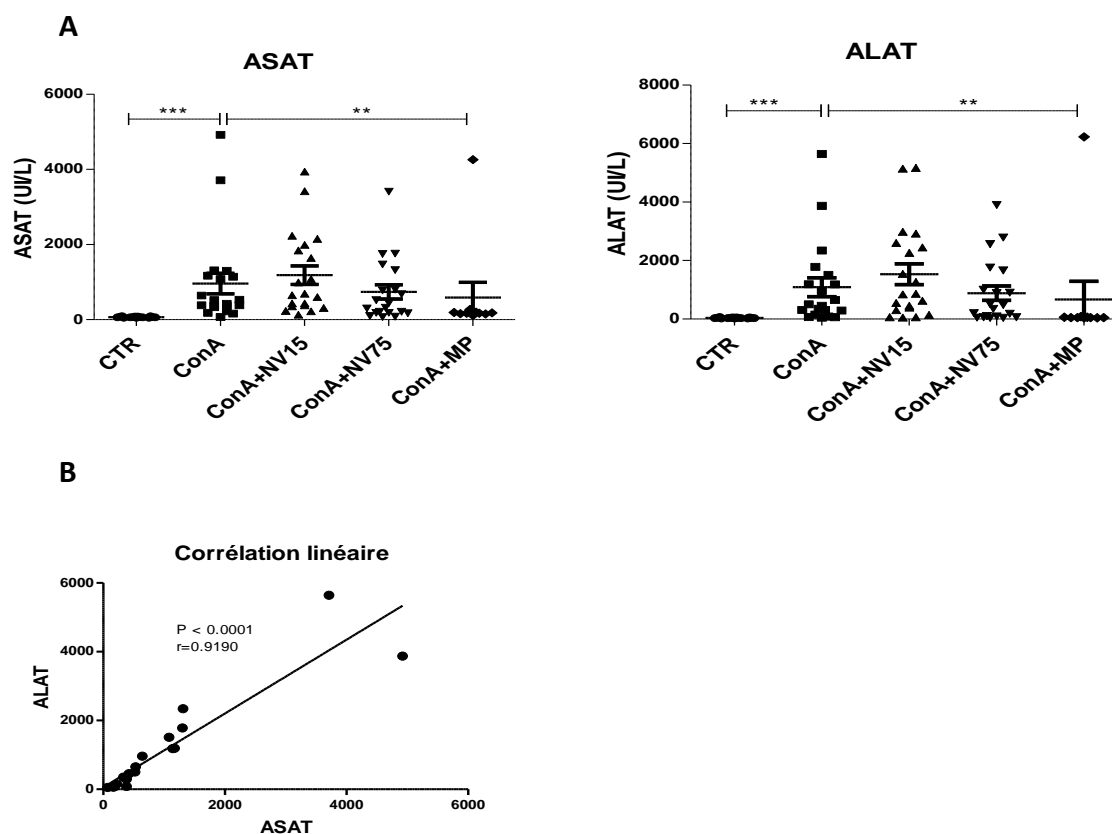 A
ASAT
ASAT (UI/L)
6000
4000
2000
0
***
**
CTR
ConA
ConA+NV15
ConA+NV75
ConA+MP
ALAT
ALAT (UI/L)
8000
6000
4000
2000
0
***
**
CTR
ConA
ConA+NV15
ConA+NV75
ConA+MP
B
Corrélation linéaire
P < 0.0001
r=0.9190
ALAT
6000
4000
2000
0
0
2000
4000
6000
ASAT